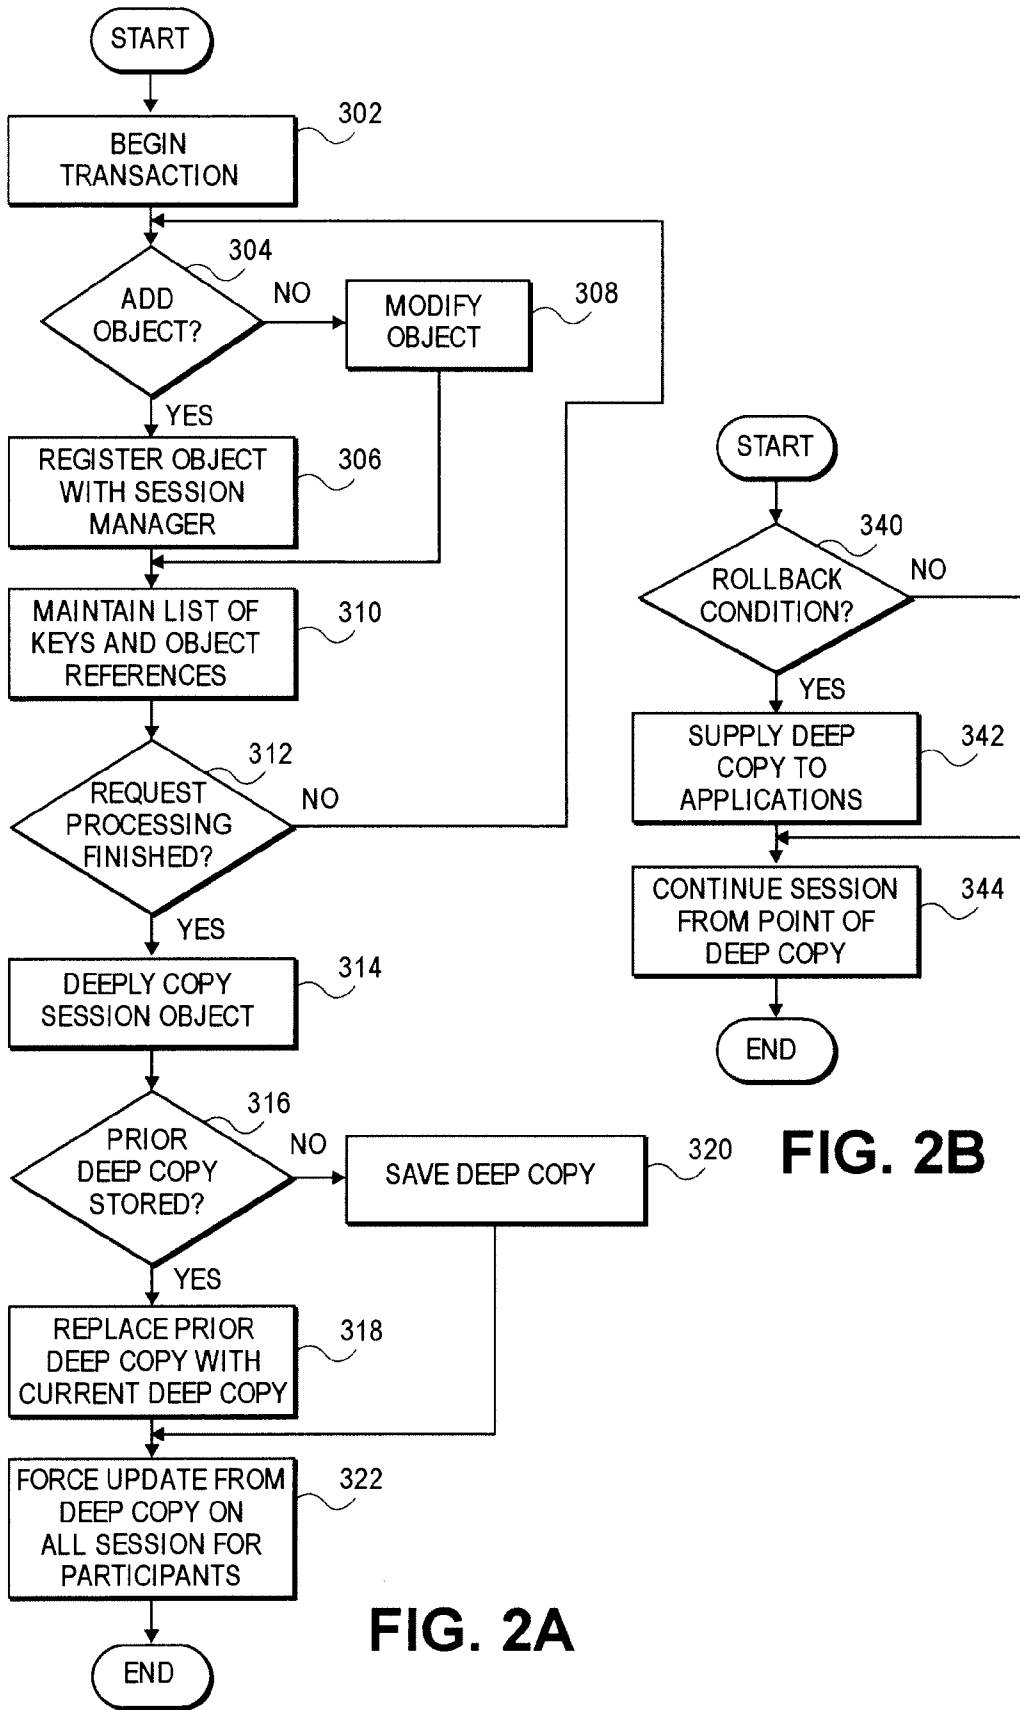 START
302
BEGIN
TRANSACTION
304
ADD
OBJECT?
NO
MODIFY
OBJECT
308
YES
REGISTER OBJECT
WITH SESSION
MANAGER
306
MAINTAIN LIST OF
KEYS AND OBJECT
REFERENCES
310
312
REQUEST
PROCESSING
FINISHED?
NO
YES
DEEPLY COPY
SESSION OBJECT
314
316
PRIOR
DEEP COPY
STORED?
NO
SAVE DEEP COPY
320
YES
REPLACE PRIOR
DEEP COPY WITH
CURRENT DEEP COPY
318
FORCE UPDATE FROM
DEEP COPY ON
ALL SESSION FOR
PARTICIPANTS
322
END
FIG. 2A
START
340
ROLLBACK
CONDITION?
NO
YES
SUPPLY DEEP
COPY TO
APPLICATIONS
342
CONTINUE SESSION
FROM POINT OF
DEEP COPY
344
END
FIG. 2B